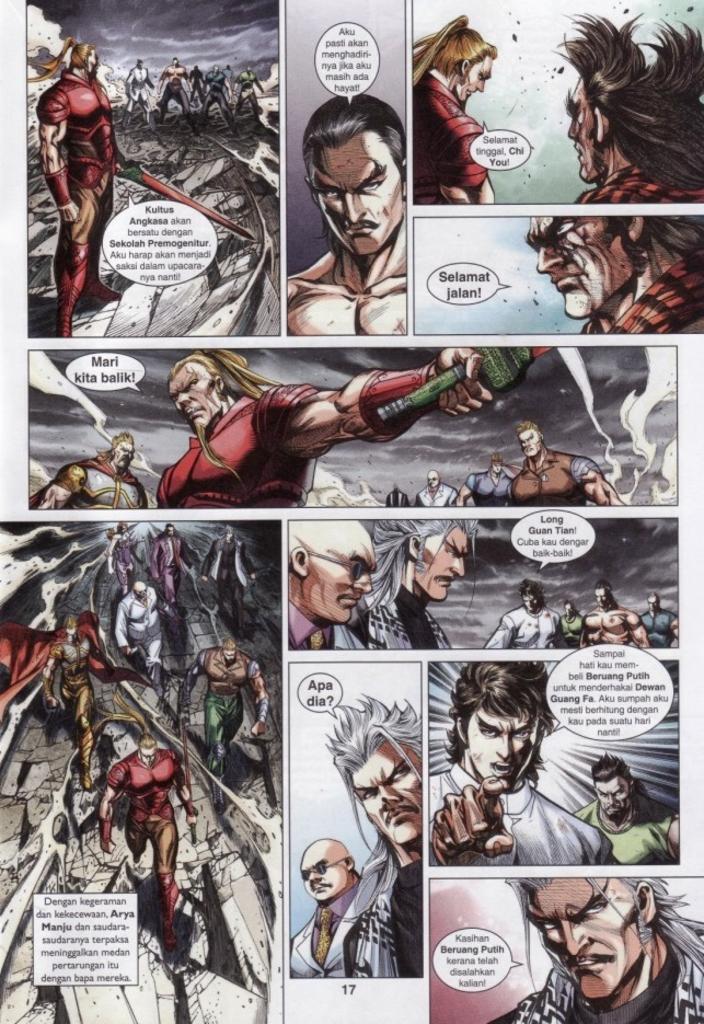 Kultus
Angkasa akan
bersatu dengan
Sekolah Premogenitur.
Aku harap akan menjadi
saksi dalam upacara-
nya nanti!
Aku
pasti akan
menghadiri-
nya jika aku
masih ada
hayat!
Selamat
tinggal, Chi
You!
Selamat
jalan!
Mari
kita balik!
Dengan kegeraman
dan kekecewaan, Arya
Manju dan saudara-
saudaranya terpaksa
meninggalkan medan
pertarungan itu
dengan bapa mereka.
Long
Guan Tian!
Cuba kau dengar
baik-baik!
Apa
dia?
Sampai
hati kau mem-
beli Beruang Putih
untuk menderhakai Dewan
Guang Fa. Aku sumpah aku
mesti berhitung dengan
kau pada suatu hari
nanti!
Kasihan
Beruang Putih
kerana telah
disalahkan
kalian!
17